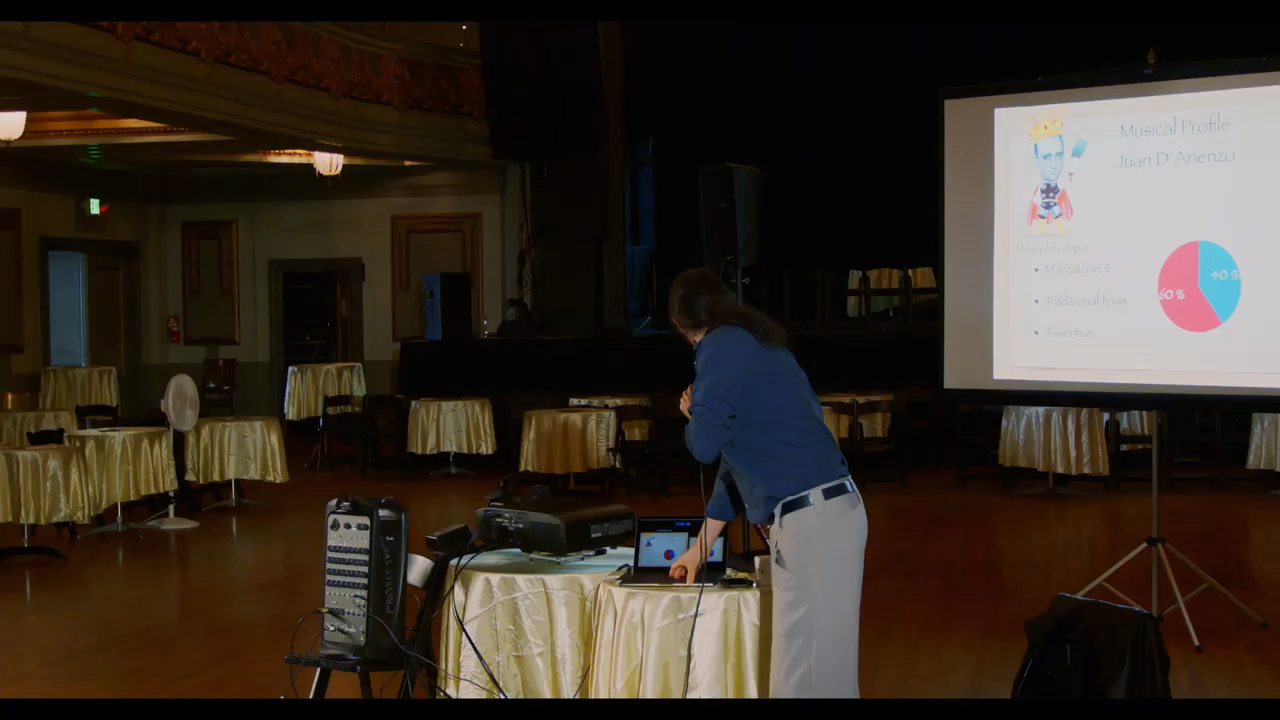 Musical Profile
Juan D'Arienzo
• Marcato in 4
• Traditional form
• Assertive
60 %
40 %